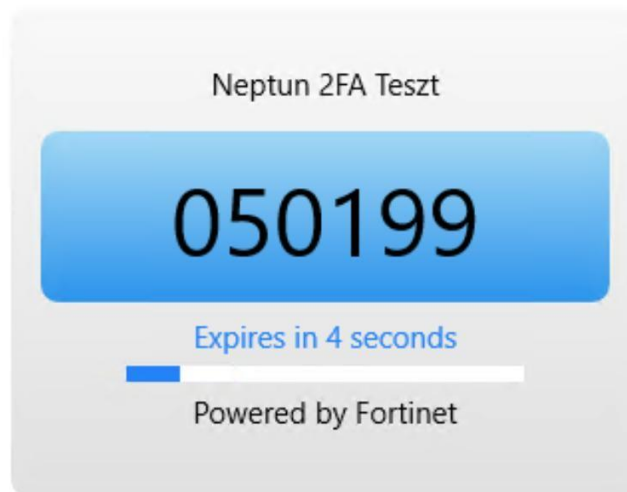 Neptun 2FA Teszt
050199
Expires in 4 seconds
Powered by Fortinet